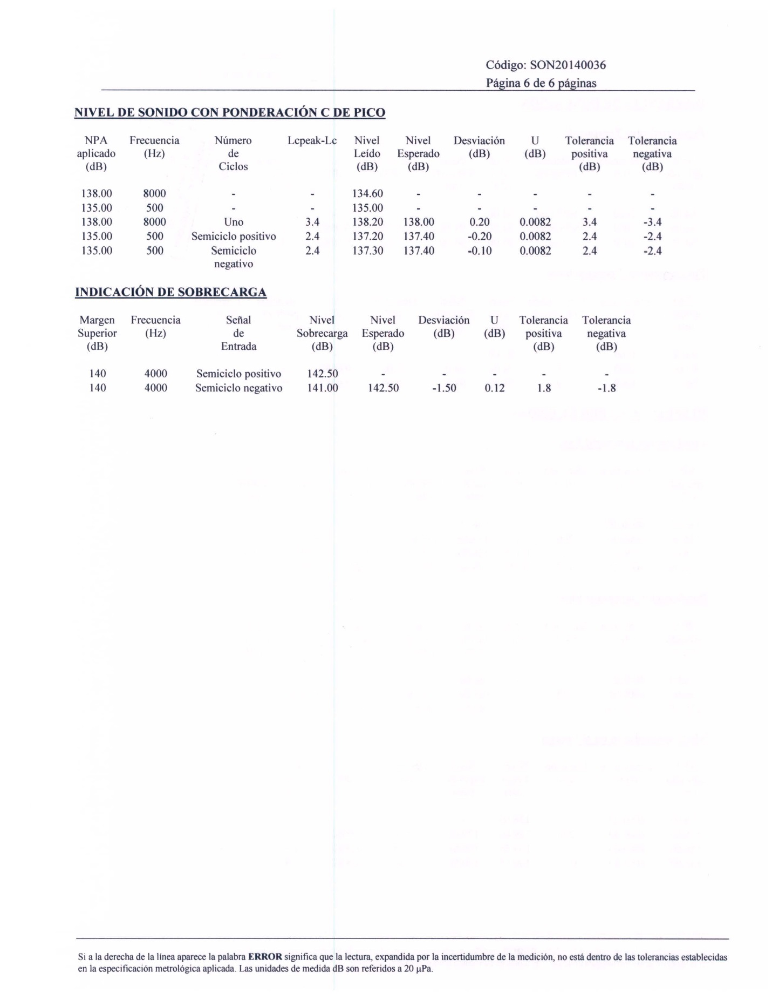 Código: SON20140036
Página 6 de 6 páginas
NIVEL DE SONIDO CON PONDERACIÓN C DE PICO
NPA Frecuencia Número Lcpeak-Lc Nivel Nivel Desviación U Tolerancia Tolerancia
aplicado (Hz) de Leído Esperado (dB) (dB) positiva negativa
(dB) Ciclos (dB) (dB) (dB) (dB)
138.00 8000 - - 134.60 - - - - -
135.00 500 - - 135.00 - - - - -
138.00 8000 Uno 3.4 138.20 138.00 0.20 0.0082 3.4 -3.4
135.00 500 Semiciclo positivo 2.4 137.20 137.40 -0.20 0.0082 2.4 -2.4
135.00 500 Semiciclo 2.4 137.30 137.40 -0.10 0.0082 2.4 -2.4
negativo
INDICACIÓN DE SOBRECARGA
Margen Frecuencia Señal Nivel Nivel Desviación U Tolerancia Tolerancia
Superior (Hz) de Sobrecarga Esperado (dB) (dB) positiva negativa
(dB) Entrada (dB) (dB) (dB) (dB)
140 4000 Semiciclo positivo 142.50 - - - - -
140 4000 Semiciclo negativo 141.00 142.50 -1.50 0.12 1.8 -1.8
Si a la derecha de la línea aparece la palabra ERROR significa que la lectura, expandida por la incertidumbre de la medición, no está dentro de las tolerancias establecidas
en la especificación metrológica aplicada. Las unidades de medida dB son referidos a 20 µPa.